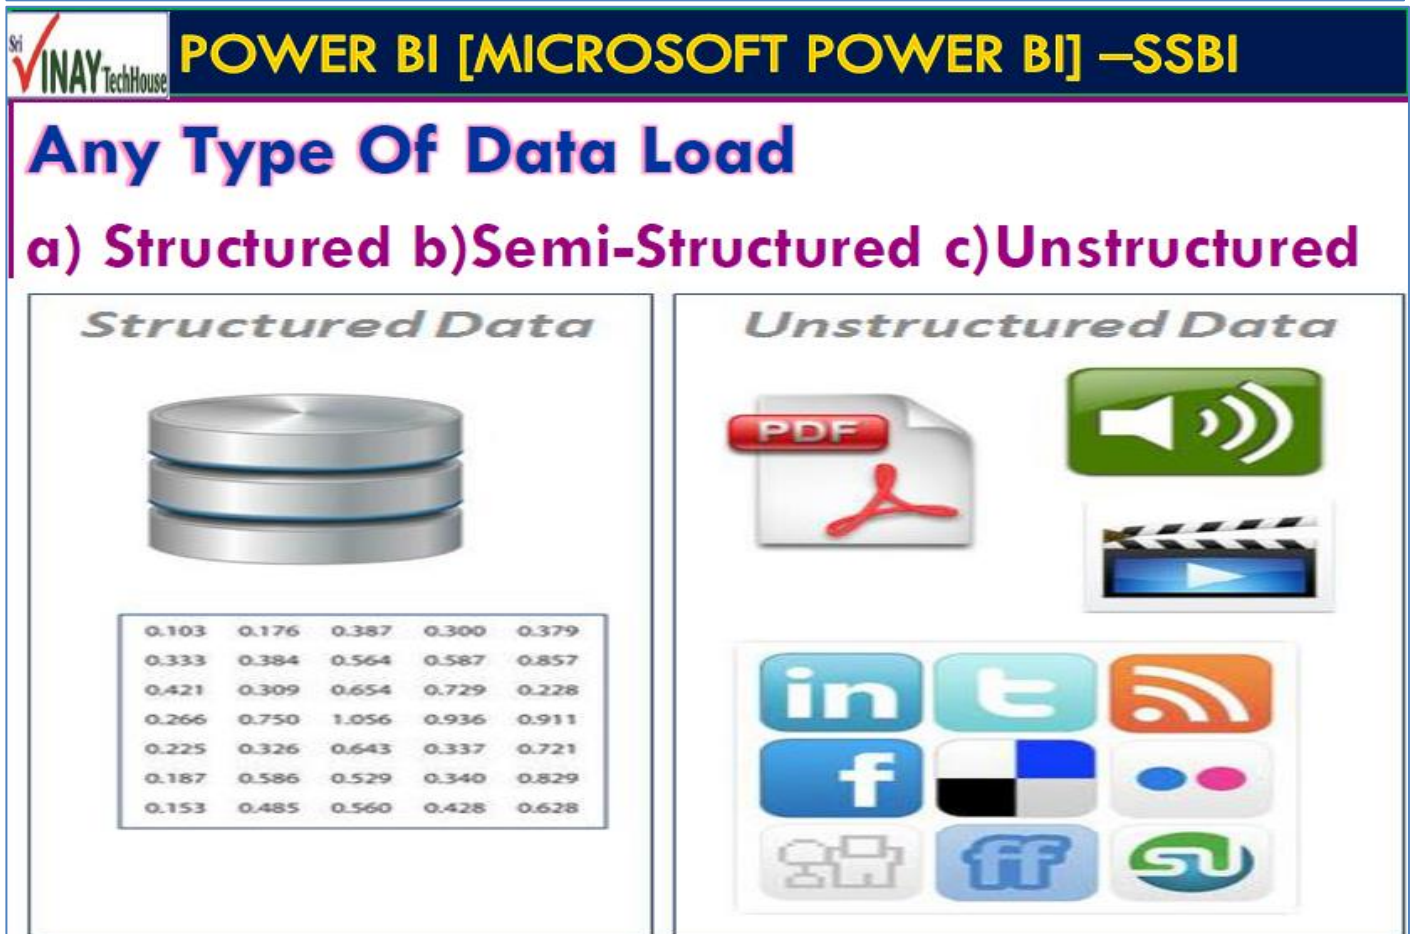 Sri
VINAY TechHouse
POWER BI [MICROSOFT POWER BI] –SSBI
Any Type Of Data Load
a) Structured b)Semi-Structured c)Unstructured
Structured Data
0.103 0.176 0.387 0.300 0.379
0.333 0.384 0.564 0.587 0.857
0.421 0.309 0.654 0.729 0.228
0.266 0.750 1.056 0.936 0.911
0.225 0.326 0.643 0.337 0.721
0.187 0.586 0.529 0.340 0.829
0.153 0.485 0.560 0.428 0.628
Unstructured Data
PDF
in t
f
ff su